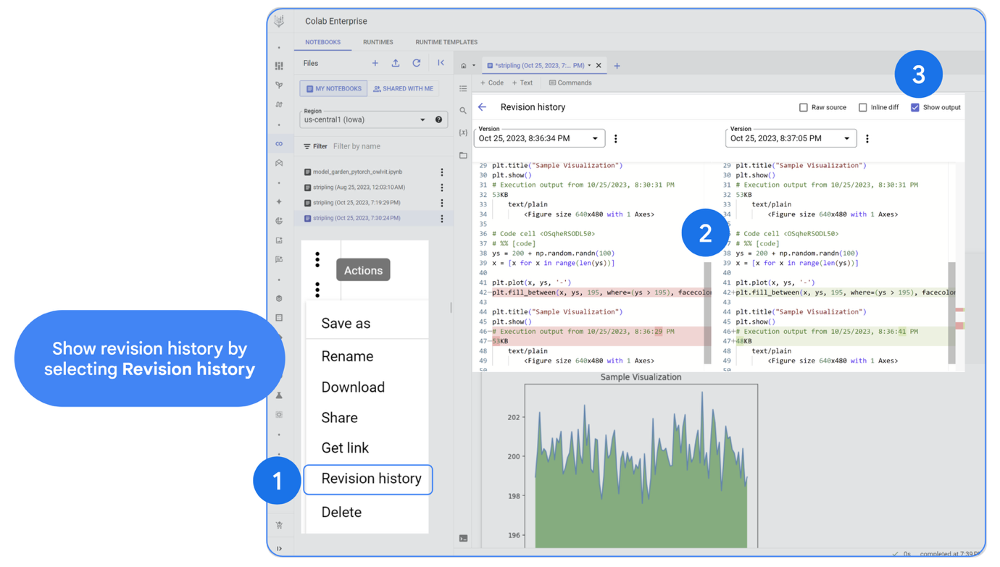 Colab Enterprise
NOTEBOOKS RUNTIMES RUNTIME TEMPLATES
Files
MY NOTEBOOKS SHARED WITH ME
Region
us-central1 (Iowa)
Filter Filter by name
model_garden_pytorch_owlvit.ipynb
stripling (Aug 25, 2023, 12:03:10 AM)
stripling (Oct 25, 2023, 7:19:29 PM)
stripling (Oct 25, 2023, 7:30:24 PM)
Actions
Save as
Rename
Download
Share
Get link
Revision history
Delete
Show revision history by
selecting Revision history
1
2
3
*stripling (Oct 25, 2023, 7:... PM)
+ Code + Text Commands
Revision history
Raw source Inline diff Show output
Version
Oct 25, 2023, 8:36:34 PM
29 plt.title("Sample Visualization")
30 plt.show()
31 # Execution output from 10/25/2023, 8:30:31 PM
32 53KB
33 text/plain
34 <Figure size 640x480 with 1 Axes>
35
36 # Code cell <OSqheRSODL50>
37 # %% [code]
38 ys = 200 + np.random.randn(100)
39 x = [x for x in range(len(ys))]
40
41 plt.plot(x, ys, '-')
42-plt.fill_between(x, ys, 195, where=(ys > 195), facecolo
43
44 plt.title("Sample Visualization")
45 plt.show()
46-# Execution output from 10/25/2023, 8:36:29 PM
47-53KB
48 text/plain
49 <Figure size 640x480 with 1 Axes>
50
Version
Oct 25, 2023, 8:37:05 PM
29 plt.title("Sample Visualization")
30 plt.show()
31 # Execution output from 10/25/2023, 8:30:31 PM
32 53KB
33 text/plain
34 <Figure size 640x480 with 1 Axes>
5
36 # Code cell <OSqheRSODL50>
7 # %% [code]
38 ys = 200 + np.random.randn(100)
39 x = [x for x in range(len(ys))]
40
41 plt.plot(x, ys, '-')
42+plt.fill_between(x, ys, 195, where=(ys > 195), facecolo
43
44 plt.title("Sample Visualization")
45 plt.show()
46+# Execution output from 10/25/2023, 8:36:41 PM
47+48KB
48 text/plain
49 <Figure size 640x480 with 1 Axes>
50
Sample Visualization
202
200
198
196
0s completed at 7:39 P